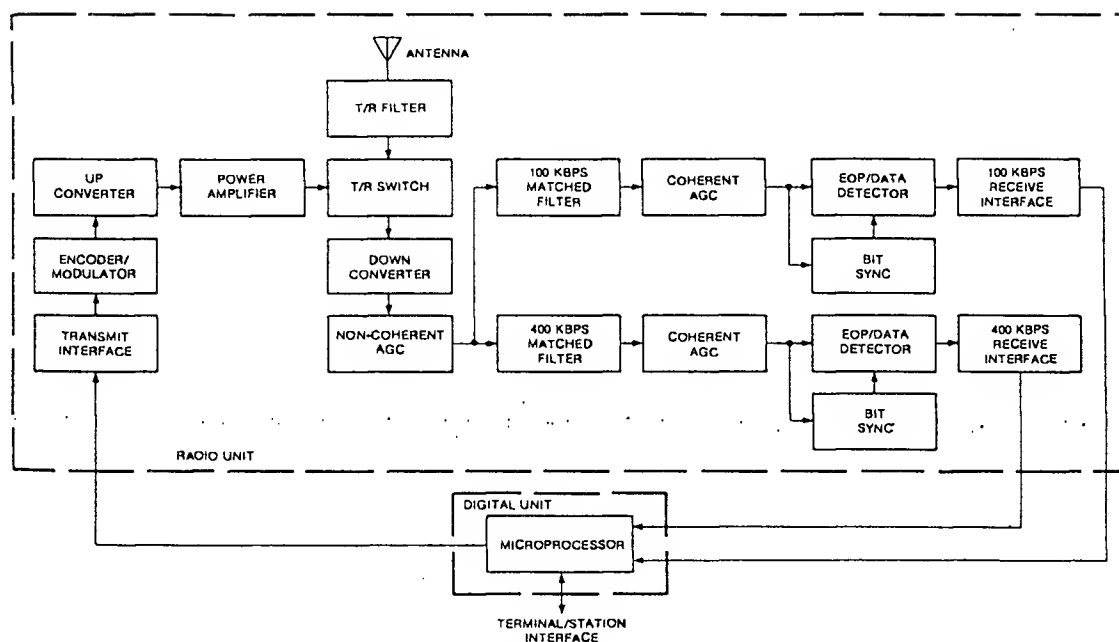 ANTENNA
T/R FILTER
UP
CONVERTER
POWER
AMPLIFIER
T/R SWITCH
100 KBPS
MATCHED
FILTER
COHERENT
AGC
EOP/DATA
DETECTOR
100 KBPS
RECEIVE
INTERFACE
ENCODER/
MODULATOR
DOWN
CONVERTER
BIT
SYNC
TRANSMIT
INTERFACE
NON-COHERENT
AGC
400 KBPS
MATCHED
FILTER
COHERENT
AGC
EOP/DATA
DETECTOR
400 KBPS
RECEIVE
INTERFACE
BIT
SYNC
RADIO UNIT
DIGITAL UNIT
MICROPROCESSOR
TERMINAL/STATION
INTERFACE